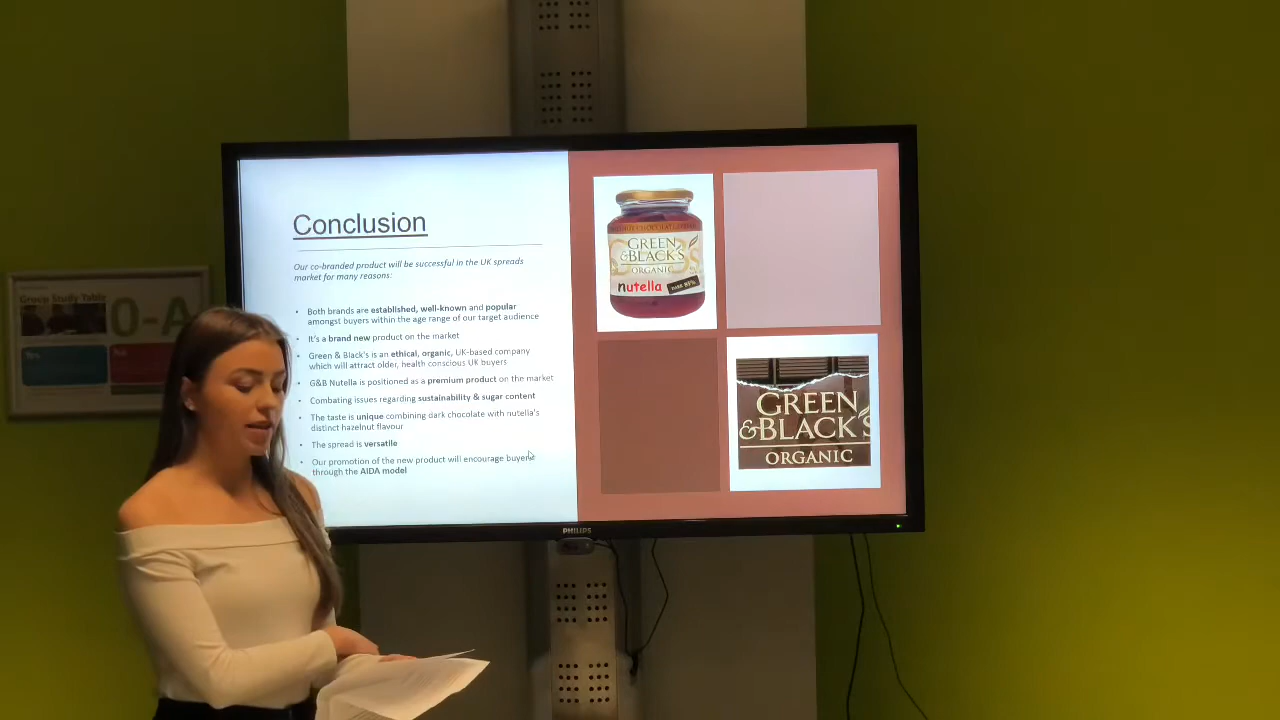 Conclusion
Our co-branded product will be successful in the UK spreads
market for many reasons:
• Both brands are established, well-known and popular
amongst buyers within the age range of our target audience
• It's a brand new product on the market
• Green & Black's is an ethical, organic, UK-based company
which will attract older, health conscious UK buyers
• G&B Nutella is positioned as a premium product on the market
• Combating issues regarding sustainability & sugar content
• The taste is unique combining dark chocolate with nutella's
distinct hazelnut flavour
• The spread is versatile
• Our promotion of the new product will encourage buyers
through the AIDA model
GREEN
&BLACK'S
ORGANIC
nutella
GREEN
&BLACK'S
ORGANIC
PHILIPS
Group Study Table
0-A
Yes